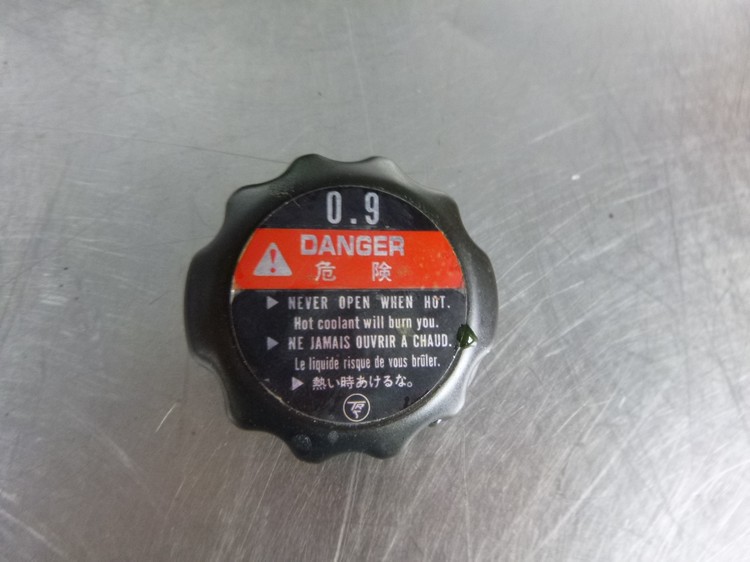 0.9
DANGER
危険
▶ NEVER OPEN WHEN HOT.
Hot coolant will burn you.
▶ NE JAMAIS OUVRIR À CHAUD.
Le liquide risque de vous brûler.
▶ 熱い時あけるな。